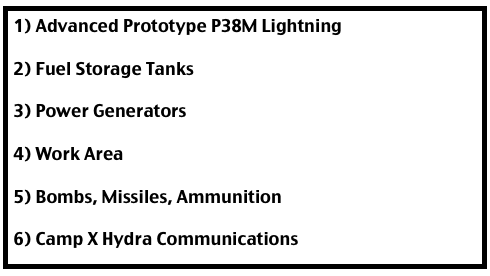 1) Advanced Prototype P38M Lightning
2) Fuel Storage Tanks
3) Power Generators
4) Work Area
5) Bombs, Missiles, Ammunition
6) Camp X Hydra Communications